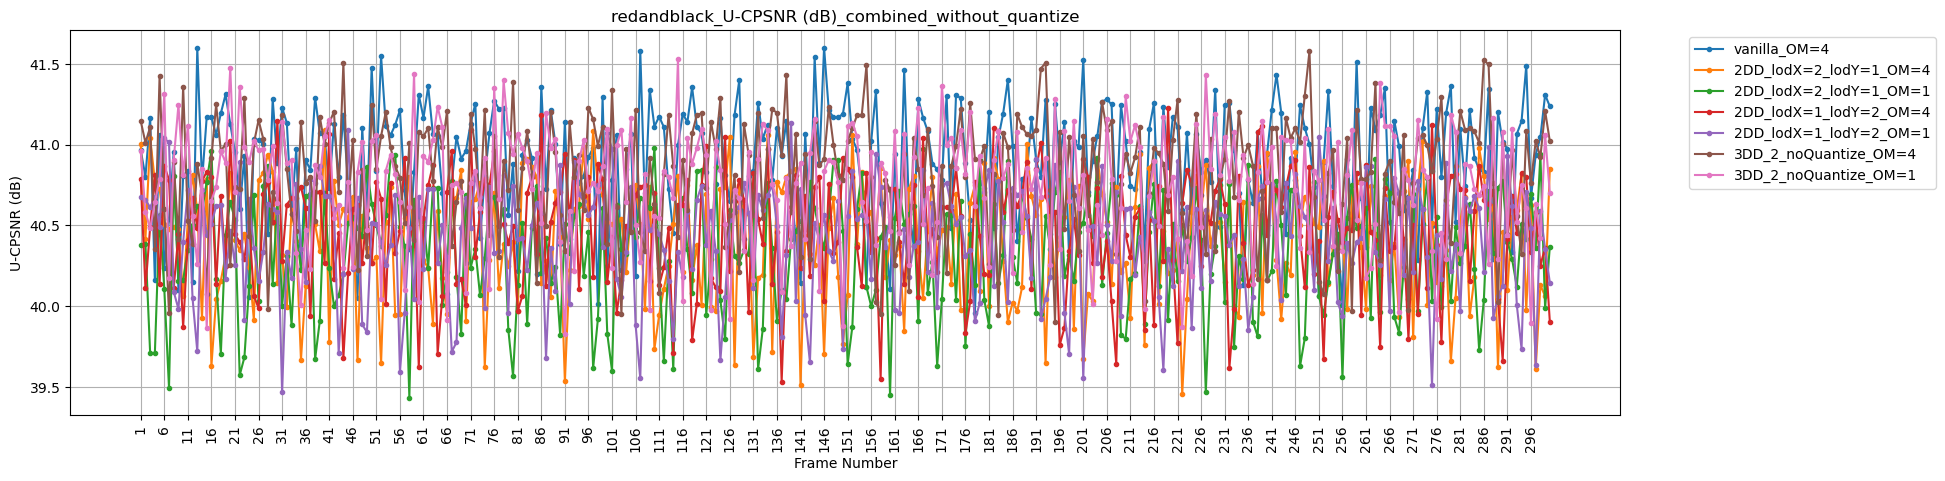 redandblack_U-CPSNR (dB)_combined_without_quantize
U-CPSNR (dB)
41.5
41.0
40.5
40.0
39.5
1 6 11 16 21 26 31 36 41 46 51 56 61 66 71 76 81 86 91 96 101 106 111 116 121 126 131 136 141 146 151 156 161 166 171 176 181 186 191 196 201 206 211 216 221 226 231 236 241 246 251 256 261 266 271 276 281 286 291 296
Frame Number
vanilla_OM=4
2DD_lodX=2_lodY=1_OM=4
2DD_lodX=2_lodY=1_OM=1
2DD_lodX=1_lodY=2_OM=4
2DD_lodX=1_lodY=2_OM=1
3DD_2_noQuantize_OM=4
3DD_2_noQuantize_OM=1